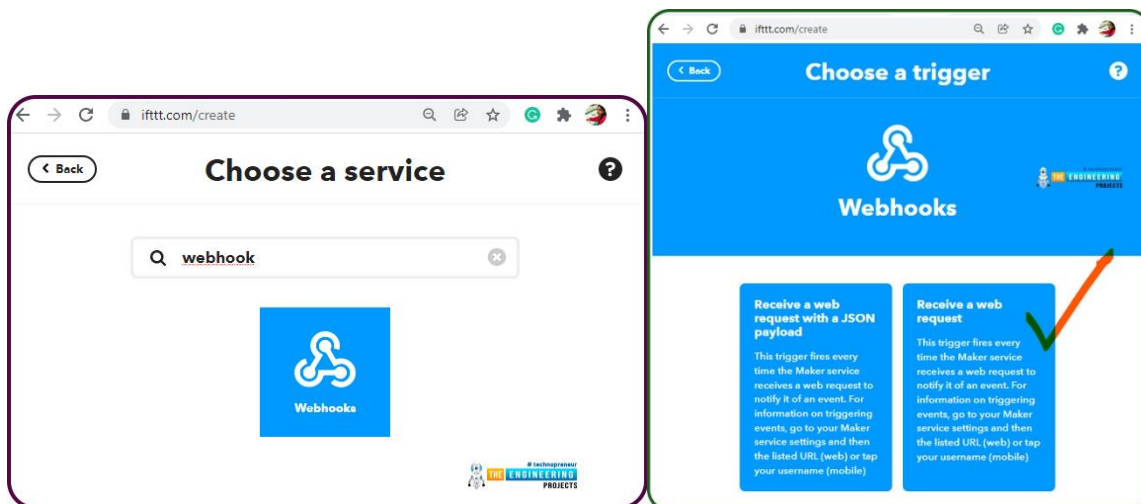 ifttt.com/create
Back
Choose a service
?
webhook
Webhooks
# technopreneur
THE ENGINEERING
PROJECTS
ifttt.com/create
Back
Choose a trigger
?
Webhooks
# technopreneur
THE ENGINEERING
PROJECTS
Receive a web
request with a JSON
payload
This trigger fires every
time the Maker service
receives a web request to
notify it of an event. For
information on triggering
events, go to your Maker
service settings and then
the listed URL (web) or tap
your username (mobile)
Receive a web
request
This trigger fires every
time the Maker service
receives a web request to
notify it of an event. For
information on triggering
events, go to your Maker
service settings and then
the listed URL (web) or tap
your username (mobile)